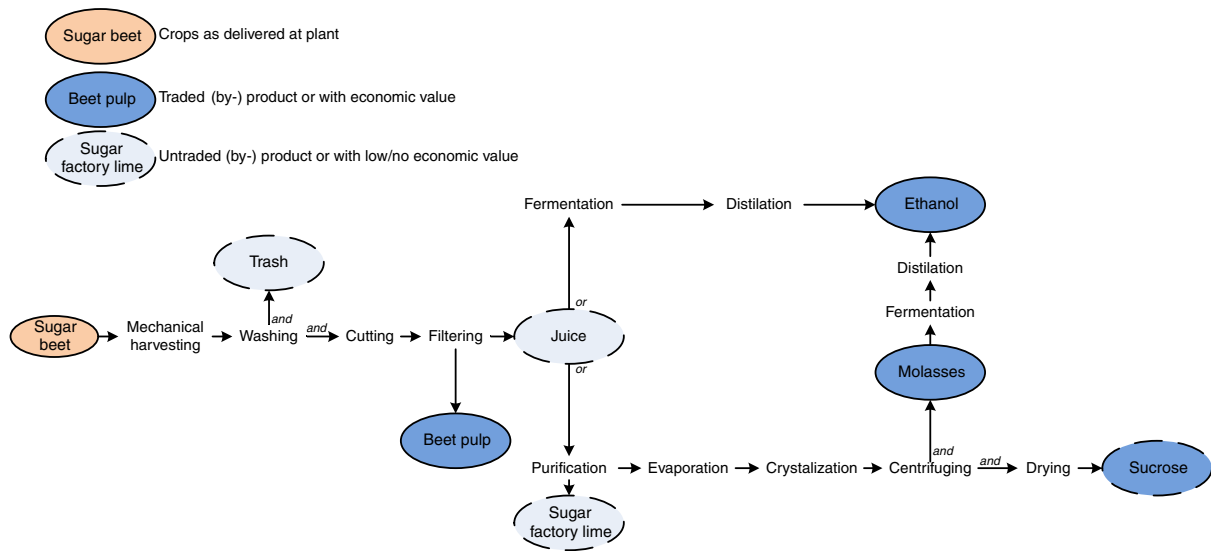 Sugar beet Crops as delivered at plant
Beet pulp Traded (by-) product or with economic value
Sugar
factory lime
Untraded (by-) product or with low/no economic value
Fermentation
Distilation
Ethanol
Trash
Distilation
or
Fermentation
Sugar
beet
Mechanical
harvesting
and
Washing
and
Cutting
Filtering
Juice
or
Molasses
Beet pulp
and
Purification
Evaporation
Crystalization
Centrifuging
and
Drying
Sucrose
Sugar
factory lime